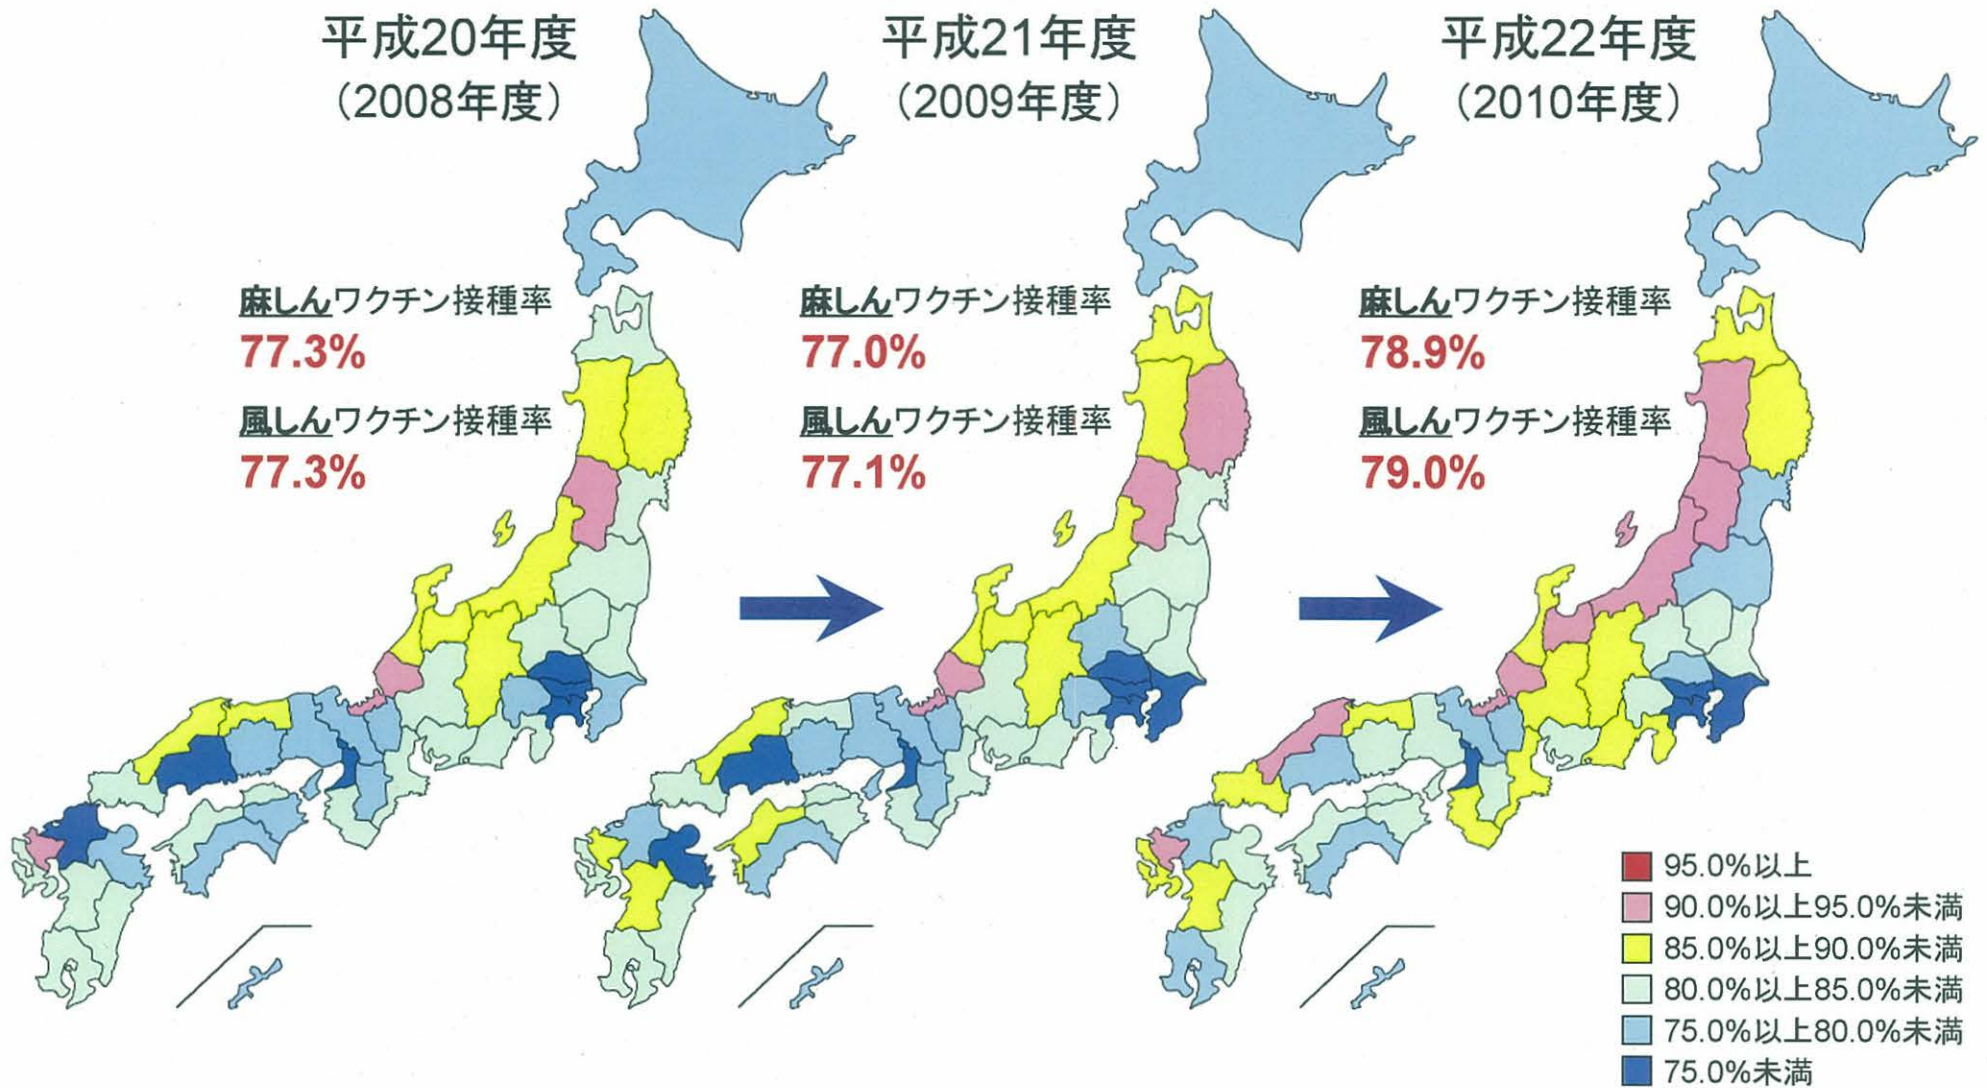 平成20年度
(2008年度)
麻しんワクチン接種率
77.3%
風しんワクチン接種率
77.3%
平成21年度
(2009年度)
麻しんワクチン接種率
77.0%
風しんワクチン接種率
77.1%
平成22年度
(2010年度)
麻しんワクチン接種率
78.9%
風しんワクチン接種率
79.0%
95.0%以上
90.0%以上95.0%未満
85.0%以上90.0%未満
80.0%以上85.0%未満
75.0%以上80.0%未満
75.0%未満